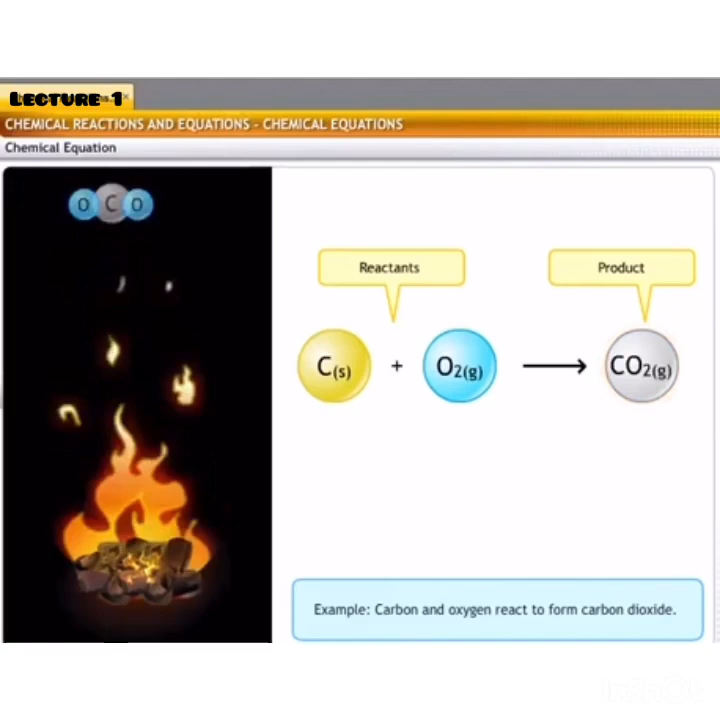 Lecture 1
CHEMICAL REACTIONS AND EQUATIONS - CHEMICAL EQUATIONS
Chemical Equation
O C O
Reactants
Product
C(s) + O2(g) ⟶ CO2(g)
Example: Carbon and oxygen react to form carbon dioxide.